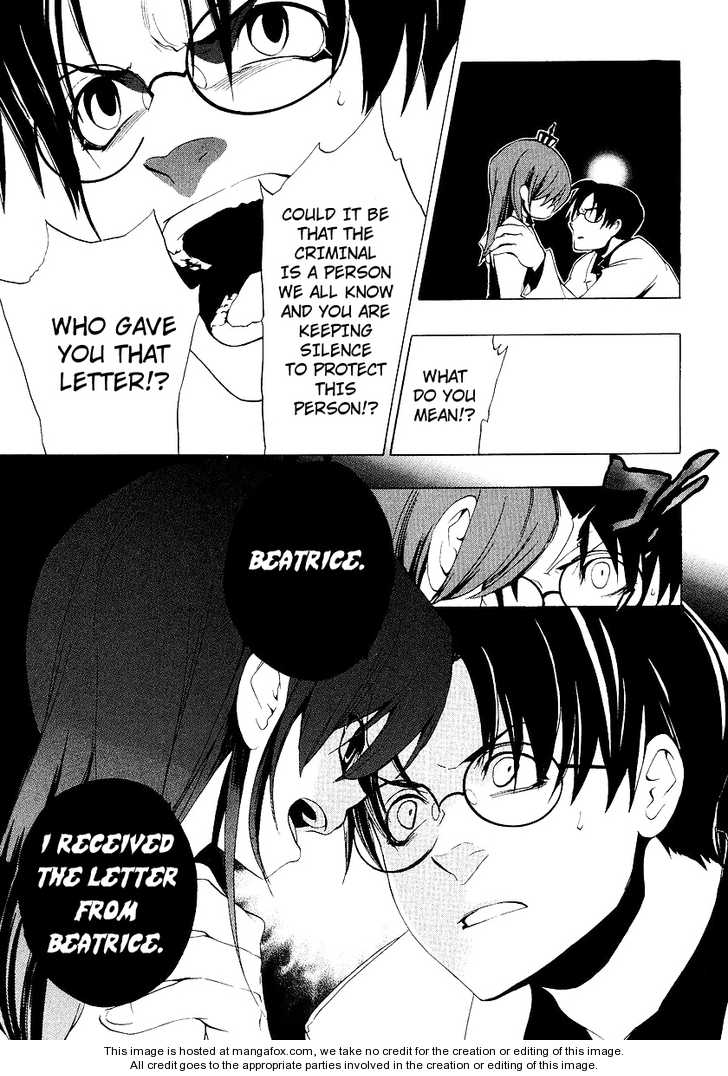 WHAT
DO YOU
MEAN!?
COULD IT BE
THAT THE
CRIMINAL
IS A PERSON
WE ALL KNOW
AND YOU ARE
KEEPING
SILENCE
TO PROTECT
THIS
PERSON!?
WHO GAVE
YOU THAT
LETTER!?
BEATRICE.
I RECEIVED
THE LETTER
FROM
BEATRICE.
This image is hosted at mangafox.com, we take no credit for the creation or editing of this image.
All credit goes to the appropriate parties involved in the creation or editing of this image.